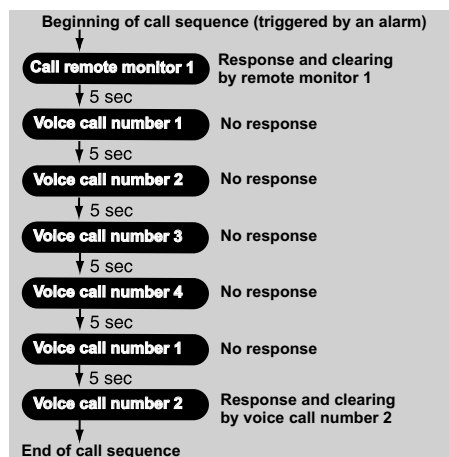 Beginning of call sequence (triggered by an alarm)
Call remote monitor 1
Response and clearing
by remote monitor 1
5 sec
Voice call number 1
No response
5 sec
Voice call number 2
No response
5 sec
Voice call number 3
No response
5 sec
Voice call number 4
No response
5 sec
Voice call number 1
No response
5 sec
Voice call number 2
Response and clearing
by voice call number 2
End of call sequence